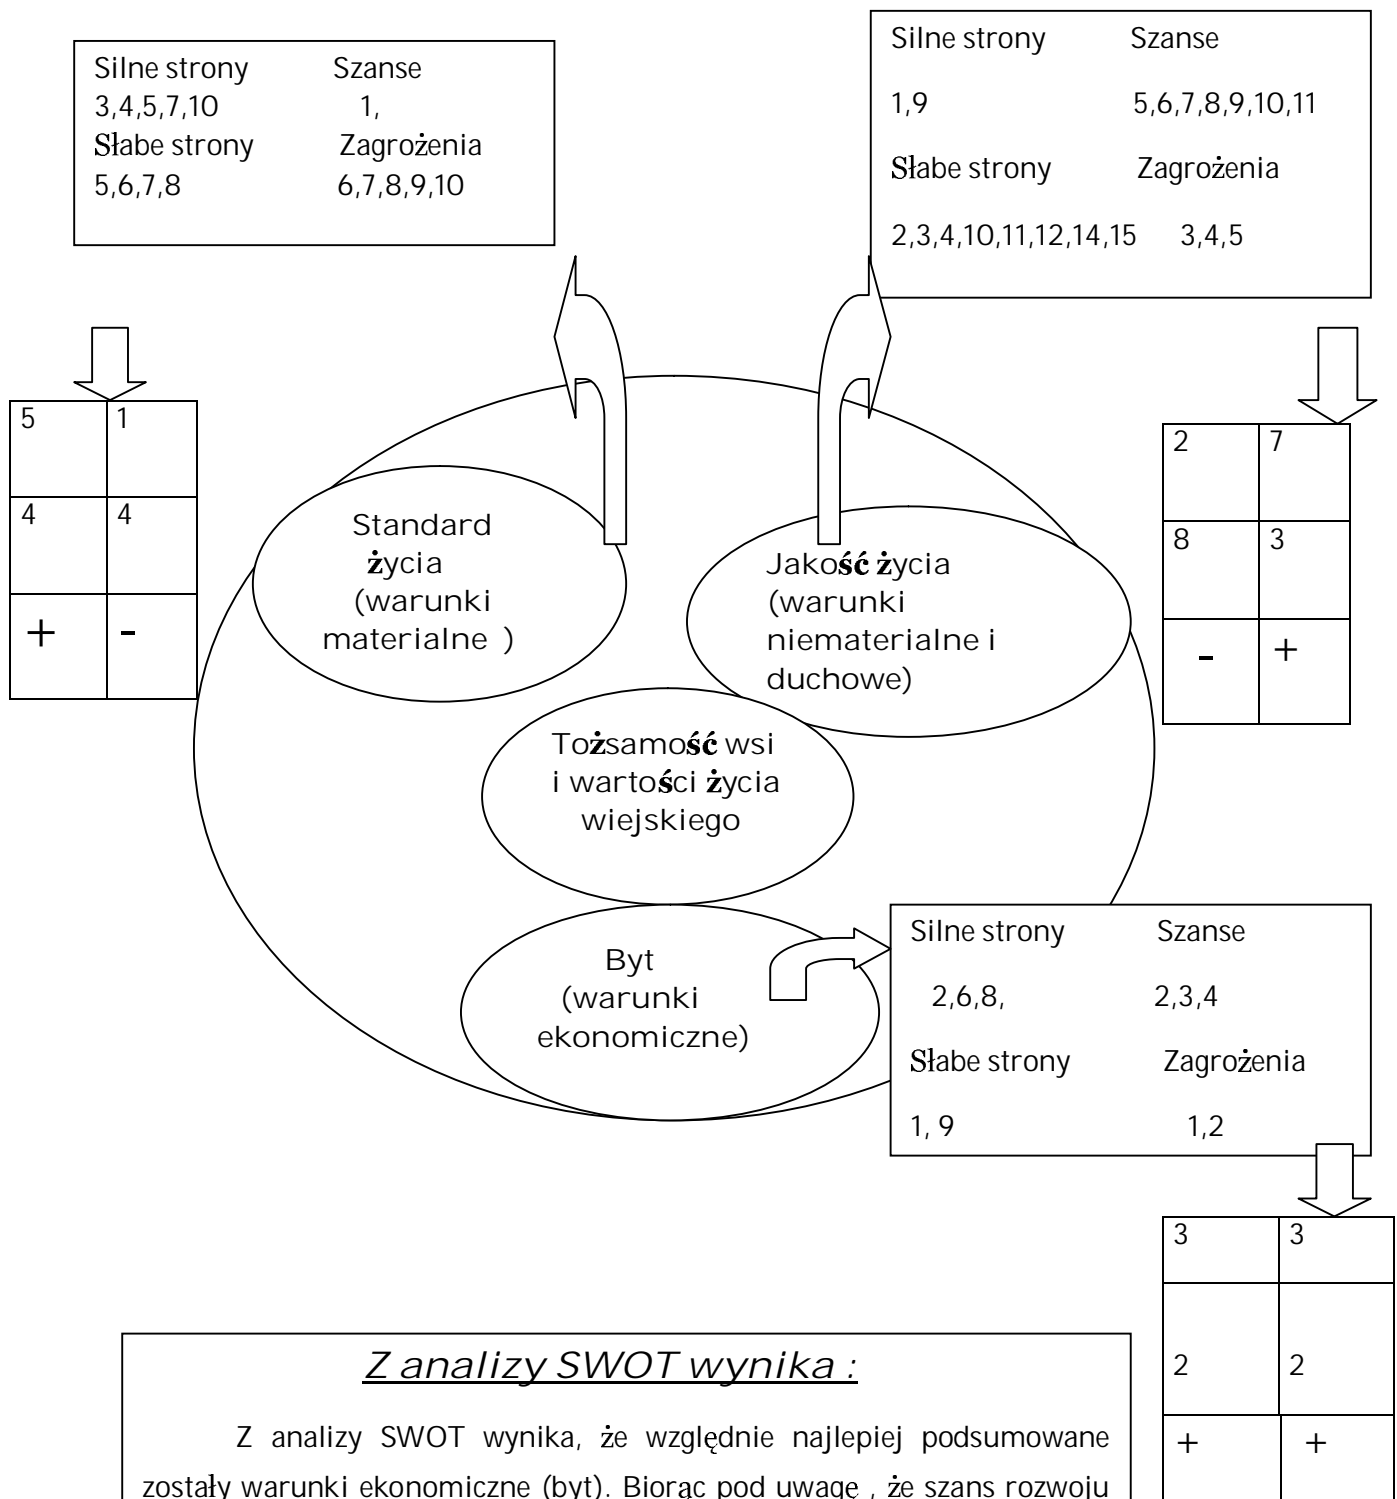 Silne strony Szanse
3,4,5,7,10 1,
Słabe strony Zagrożenia
5,6,7,8 6,7,8,9,10
Silne strony Szanse
1,9 5,6,7,8,9,10,11
Słabe strony Zagrożenia
2,3,4,10,11,12,14,15 3,4,5
5 1
4 4
+ -
2 7
8 3
- +
Standard
życia
(warunki
materialne )
Jakość życia
(warunki
niematerialne i
duchowe)
Tożsamość wsi
i wartości życia
wiejskiego
Byt
(warunki
ekonomiczne)
Silne strony Szanse
2,6,8, 2,3,4
Słabe strony Zagrożenia
1, 9 1,2
3 3
2 2
+ +
Z analizy SWOT wynika :
Z analizy SWOT wynika, że względnie najlepiej podsumowane
zostały warunki ekonomiczne (byt). Biorąc pod uwagę , że szans rozwoju